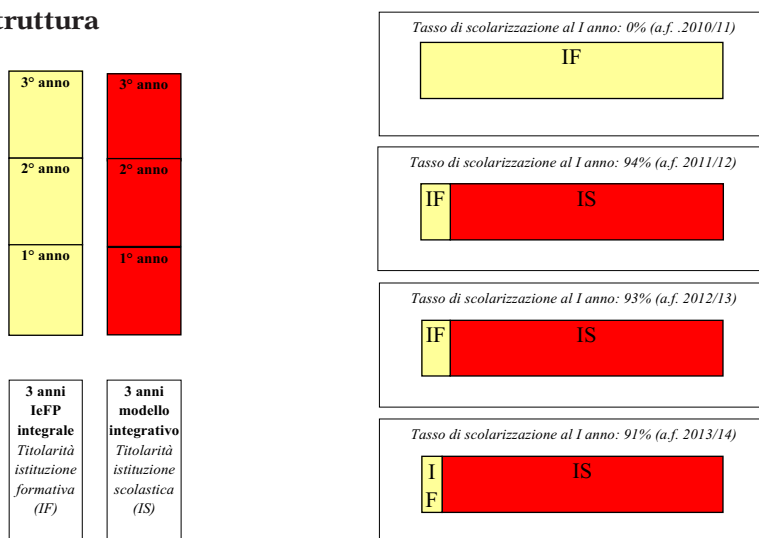 truttura
3° anno
2° anno
1° anno
3° anno
2° anno
1° anno
3 anni
IeFP
integrale
Titolarità
istituzione
formativa
(IF)
3 anni
modello
integrativo
Titolarità
istituzione
scolastica
(IS)
Tasso di scolarizzazione al I anno: 0% (a.f. .2010/11)
IF
Tasso di scolarizzazione al I anno: 94% (a.f. 2011/12)
IF IS
Tasso di scolarizzazione al I anno: 93% (a.f. 2012/13)
IF IS
Tasso di scolarizzazione al I anno: 91% (a.f. 2013/14)
I
F
IS